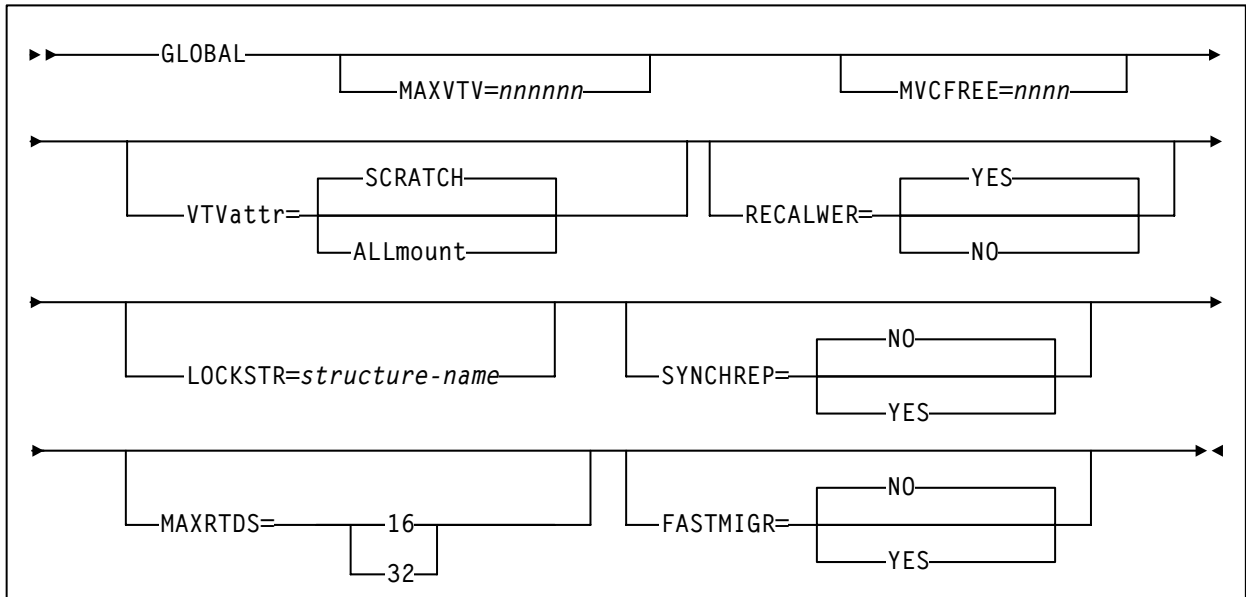 GLOBAL
MAXVTV=nnnnnn
MVCFREE=nnnn
VTVattr=
SCRATCH
ALLmount
RECALWER=
YES
NO
LOCKSTR=structure-name
SYNCHREP=
NO
YES
MAXRTDS=
16
32
FASTMIGR=
NO
YES